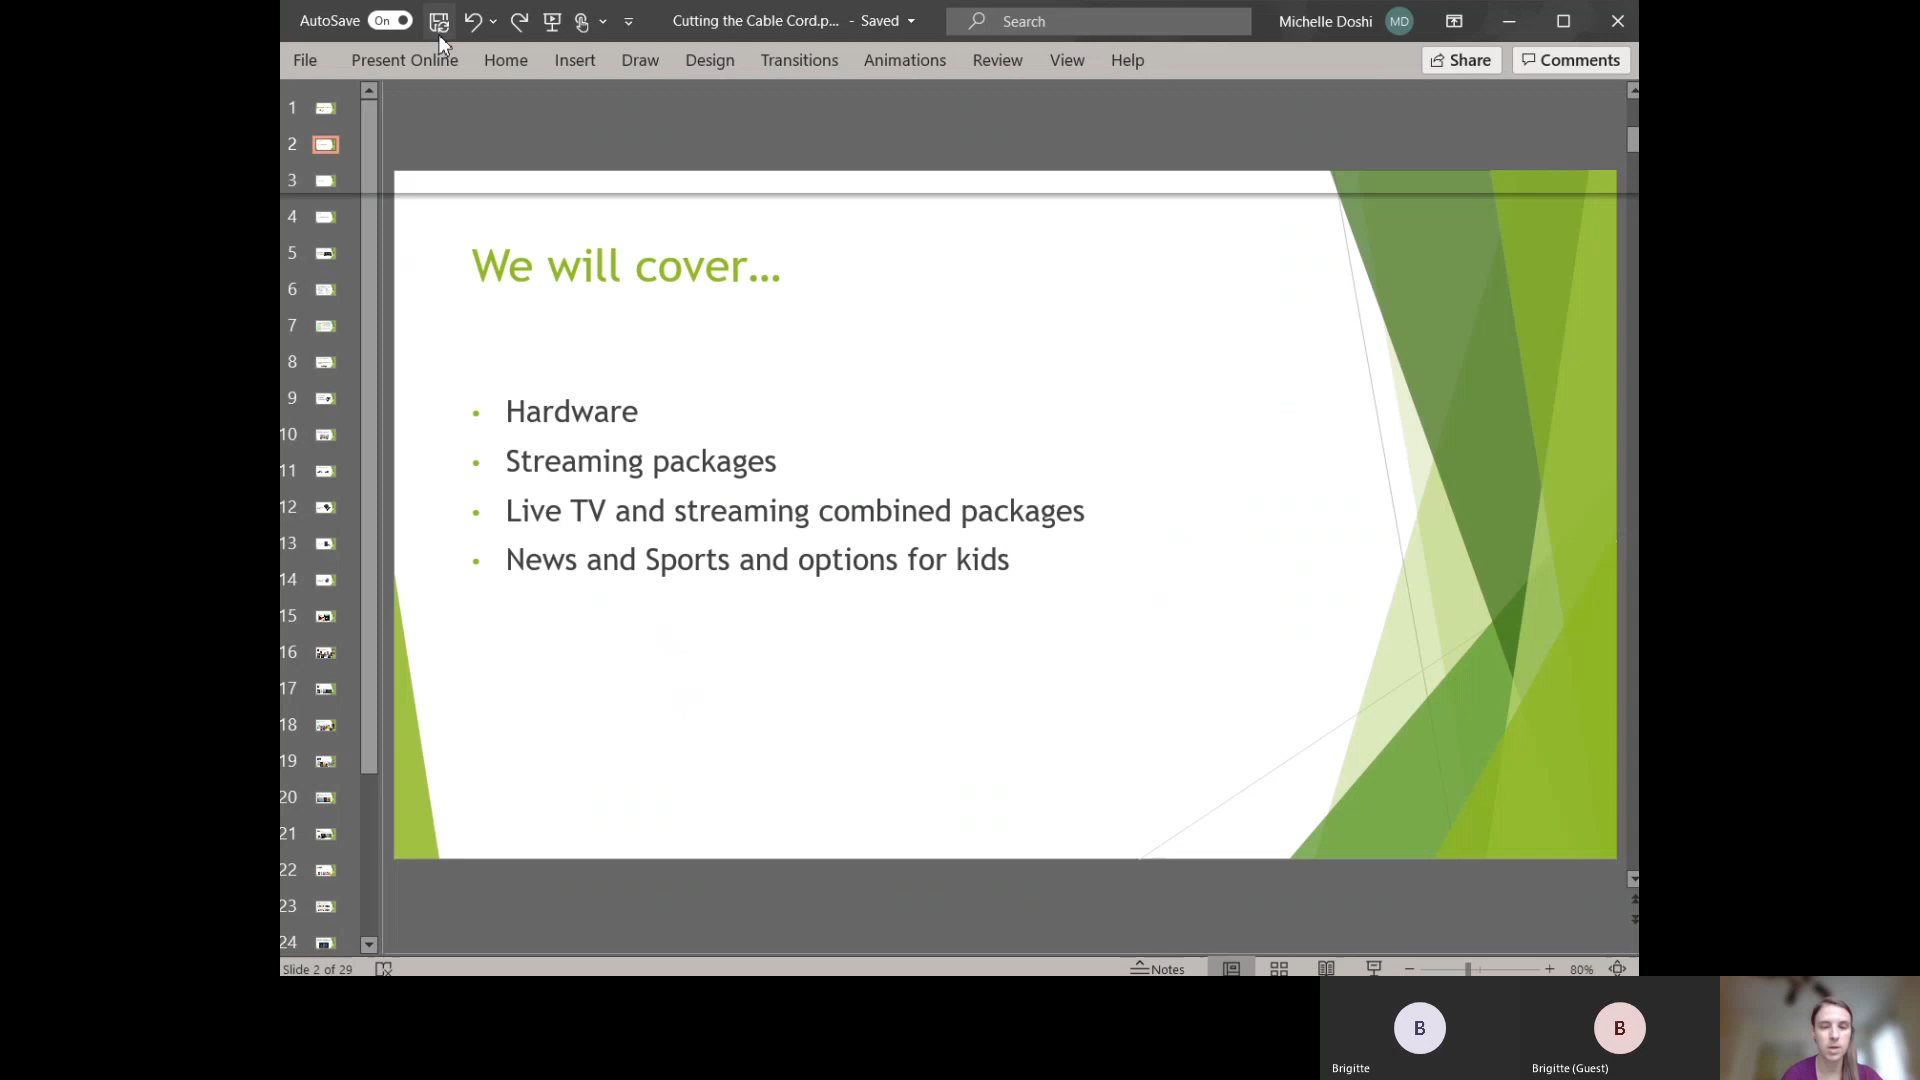 AutoSave On Cutting the Cable Cord.p... - Saved Search Michelle Doshi MD
File Present Online Home Insert Draw Design Transitions Animations Review View Help Share Comments
1
2
3
4
5
6
7
8
9
10
11
12
13
14
15
16
17
18
19
20
21
22
23
24
We will cover...
• Hardware
• Streaming packages
• Live TV and streaming combined packages
• News and Sports and options for kids
Slide 2 of 29 Notes 80%
B B
Brigitte Brigitte (Guest)